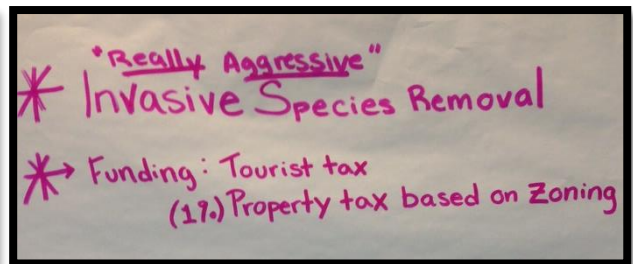 "Really Aggressive"
* Invasive Species Removal
*→ Funding: Tourist tax
(1%) Property tax based on Zoning